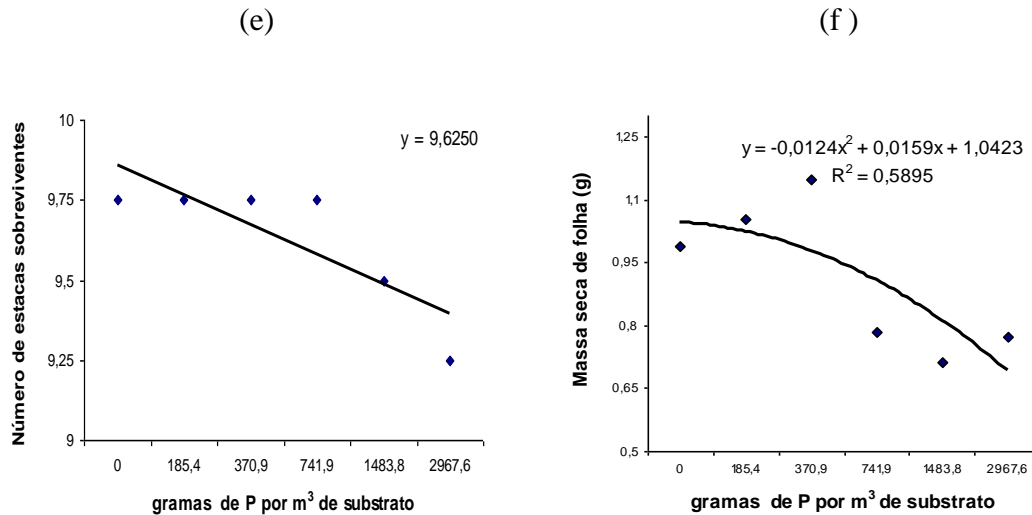 (e)
(f )
Número de estacas sobreviventes
10
9,75
9,5
9,25
9
y = 9,6250
0 185,4 370,9 741,9 1483,8 2967,6
gramas de P por m³ de substrato
Massa seca de folha (g)
1,25
1,1
0,95
0,8
0,65
0,5
y = -0,0124x² + 0,0159x + 1,0423
R² = 0,5895
0 185,4 370,9 741,9 1483,8 2967,6
gramas de P por m³ de substrato